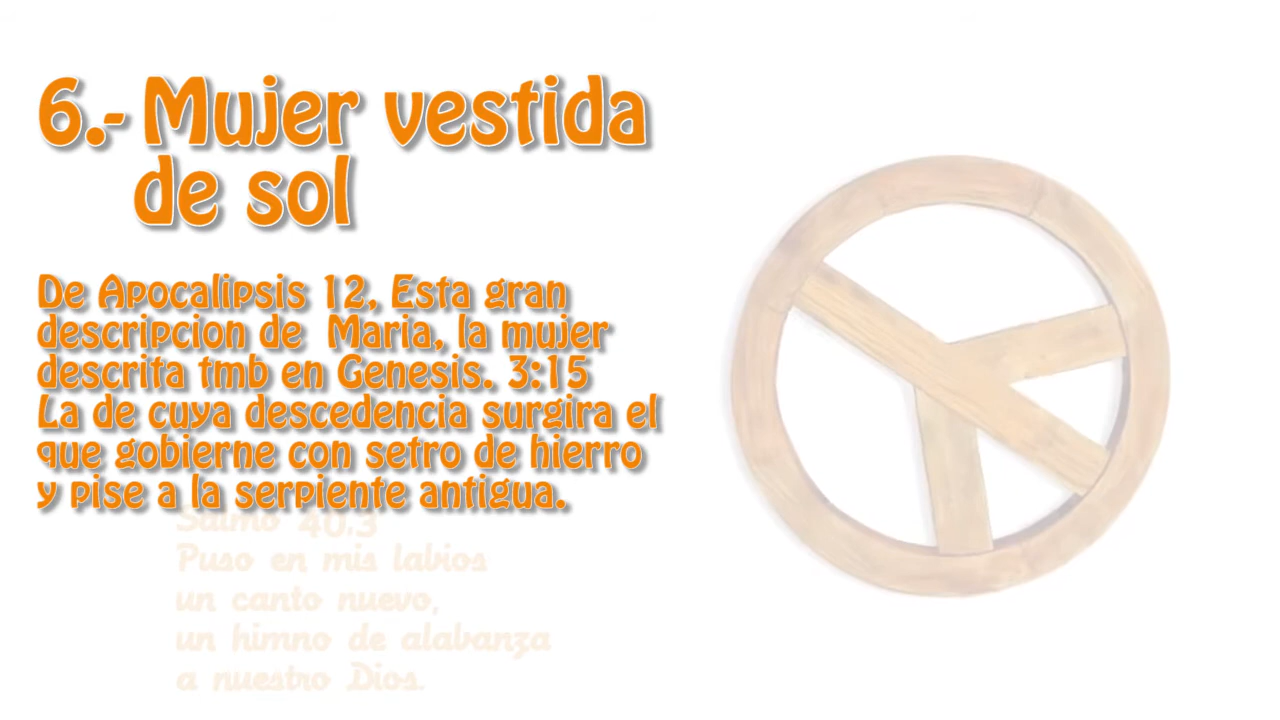 6.- Mujer vestida
de sol
De Apocalipsis 12, Esta gran
descripcion de Maria, la mujer
descrita tmb en Genesis. 3:15
La de cuya descedencia surgira el
que gobierne con setro de hierro
y pise a la serpiente antigua.
Salmo 40.3
Puso en mis labios
un canto nuevo,
un himno de alabanza
a nuestro Dios.